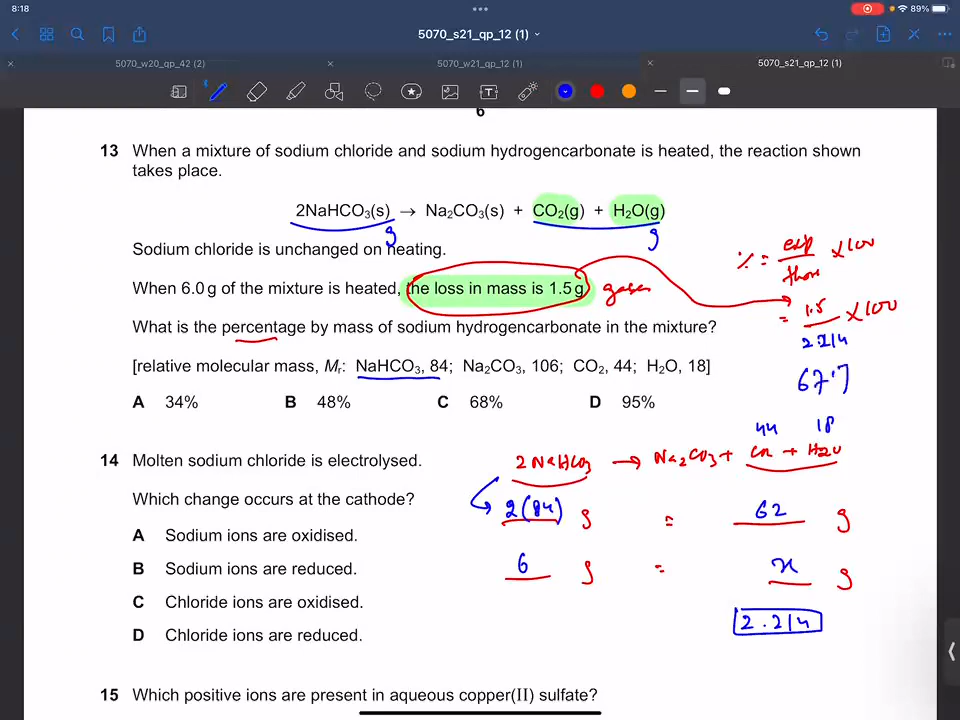 8:18
89%
5070_s21_qp_12 (1)
5070_w20_qp_42 (2)
5070_w21_qp_12 (1)
5070_s21_qp_12 (1)
6
13 When a mixture of sodium chloride and sodium hydrogencarbonate is heated, the reaction shown
takes place.
2NaHCO₃(s) → Na₂CO₃(s) + CO₂(g) + H₂O(g)
g g
Sodium chloride is unchanged on heating.
% = exp × 100
theo
When 6.0 g of the mixture is heated, the loss in mass is 1.5 g. gases
= 1.5 × 100
2.214
What is the percentage by mass of sodium hydrogencarbonate in the mixture?
[relative molecular mass, Mr: NaHCO₃, 84; Na₂CO₃, 106; CO₂, 44; H₂O, 18]
67.7
A 34% B 48% C 68% D 95%
44 18
14 Molten sodium chloride is electrolysed.
2NaHCO₃ → Na₂CO₃ + CO₂ + H₂O
Which change occurs at the cathode?
2(84) g = 62 g
A Sodium ions are oxidised.
B Sodium ions are reduced.
6 g = x g
C Chloride ions are oxidised.
2.214
D Chloride ions are reduced.
15 Which positive ions are present in aqueous copper(II) sulfate?